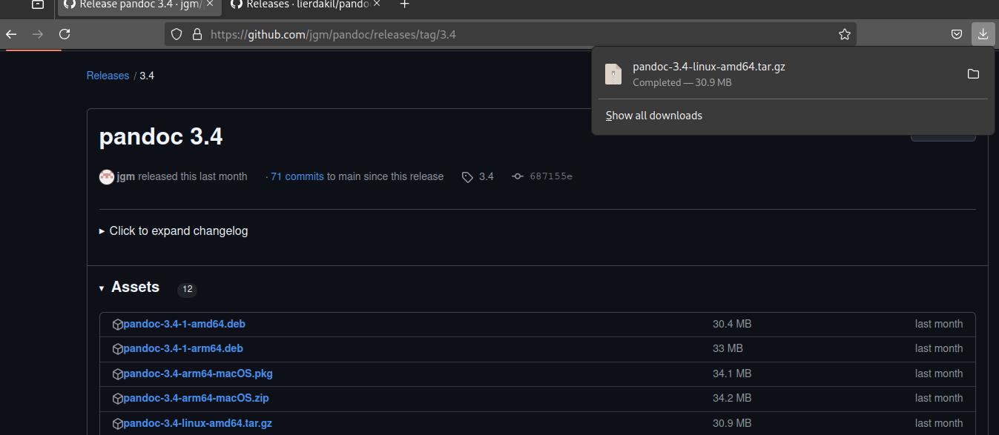 Release pandoc 3.4 · jgm/
Releases · lierdakil/pando
https://github.com/jgm/pandoc/releases/tag/3.4
pandoc-3.4-linux-amd64.tar.gz
Completed — 30.9 MB
Show all downloads
Releases / 3.4
pandoc 3.4
jgm released this last month · 71 commits to main since this release 3.4 687155e
Click to expand changelog
Assets 12
pandoc-3.4-1-amd64.deb 30.4 MB last month
pandoc-3.4-1-arm64.deb 33 MB last month
pandoc-3.4-arm64-macOS.pkg 34.1 MB last month
pandoc-3.4-arm64-macOS.zip 34.2 MB last month
pandoc-3.4-linux-amd64.tar.gz 30.9 MB last month